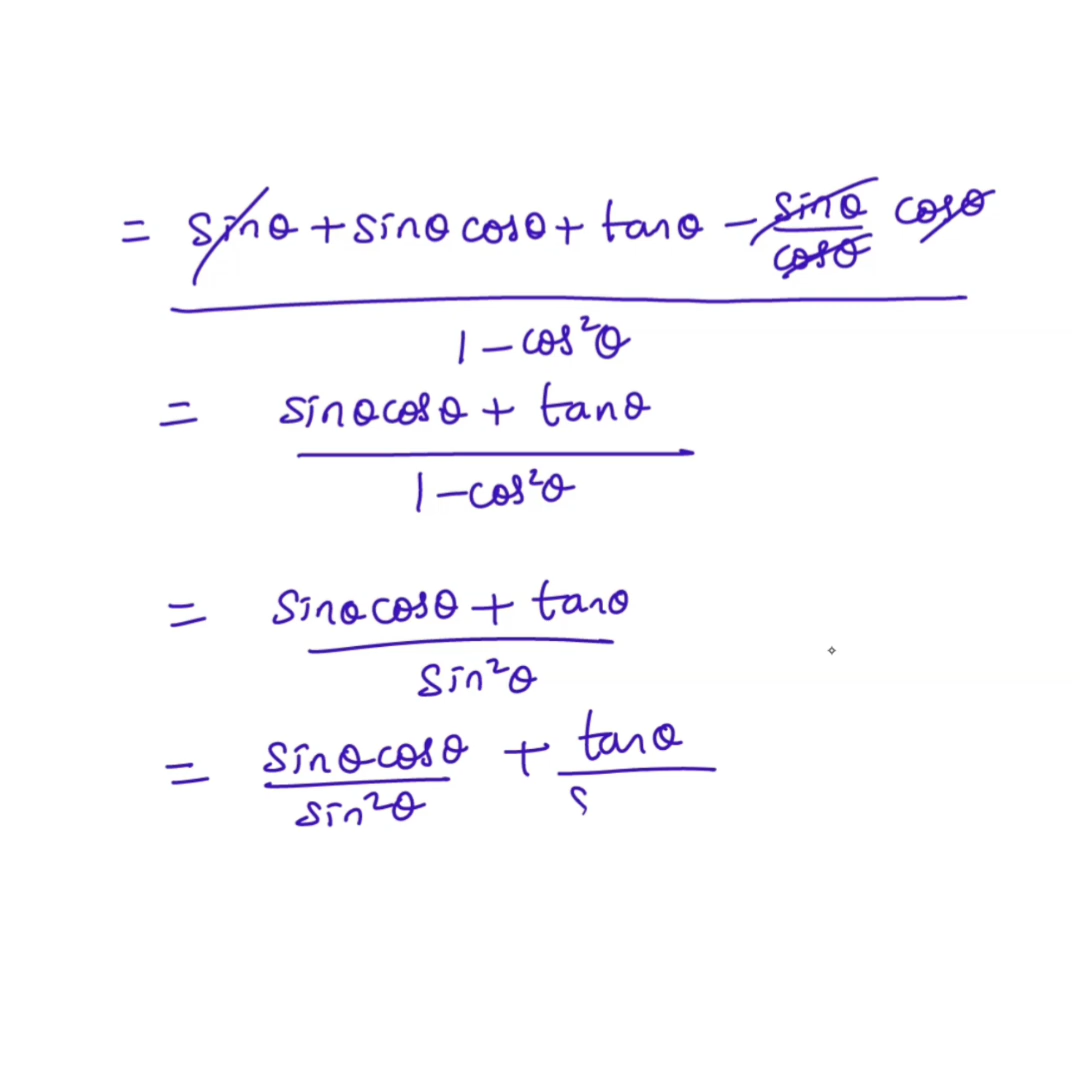 = sinθ + sinθ cosθ + tanθ - sinθ/cosθ cosθ
1 - cos²θ
= sinθcosθ + tanθ
1 - cos²θ
= sinθcosθ + tanθ
sin²θ
= sinθcosθ/sin²θ + tanθ/s